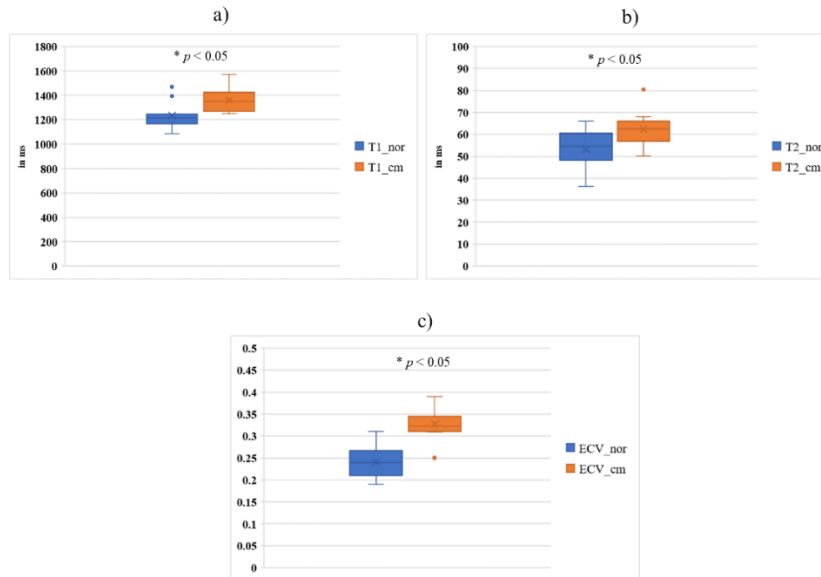 a)
1800
1600
1400
1200
1000
800
600
400
200
0
in ms
* p < 0.05
T1_nor
T1_cm
b)
100
90
80
70
60
50
40
30
20
10
0
in ms
* p < 0.05
T2_nor
T2_cm
c)
0.5
0.45
0.4
0.35
0.3
0.25
0.2
0.15
0.1
0.05
0
* p < 0.05
ECV_nor
ECV_cm